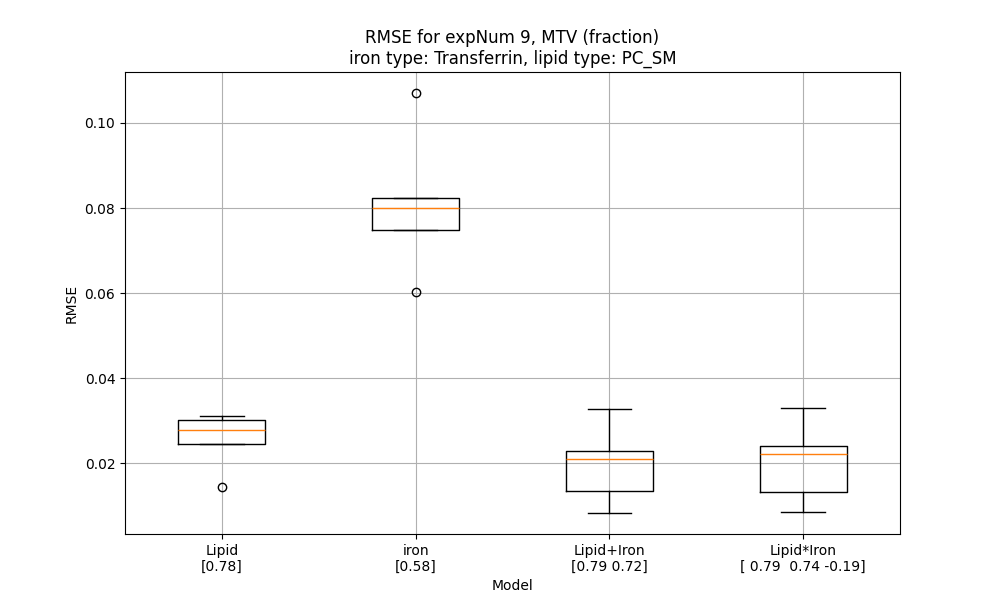 RMSE for expNum 9, MTV (fraction)
iron type: Transferrin, lipid type: PC_SM
RMSE
0.10
0.08
0.06
0.04
0.02
Lipid
[0.78]
iron
[0.58]
Lipid+Iron
[0.79 0.72]
Lipid*Iron
[ 0.79  0.74 -0.19]
Model